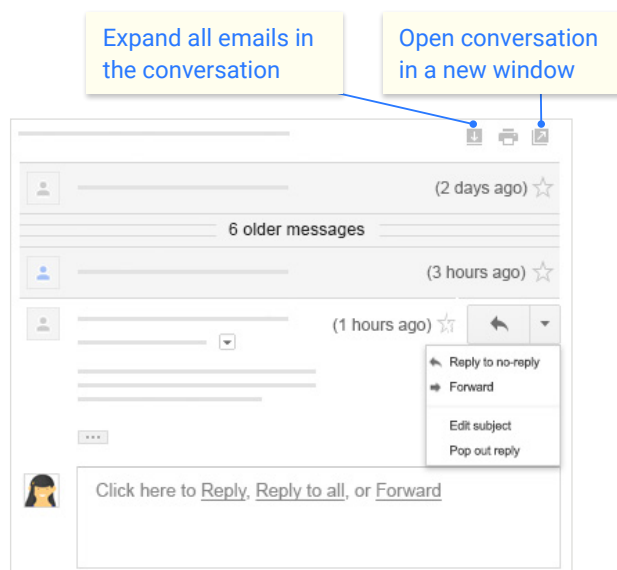 Expand all emails in
the conversation
Open conversation
in a new window
(2 days ago)
6 older messages
(3 hours ago)
(1 hours ago)
Reply to no-reply
Forward
Edit subject
Pop out reply
Click here to Reply, Reply to all, or Forward